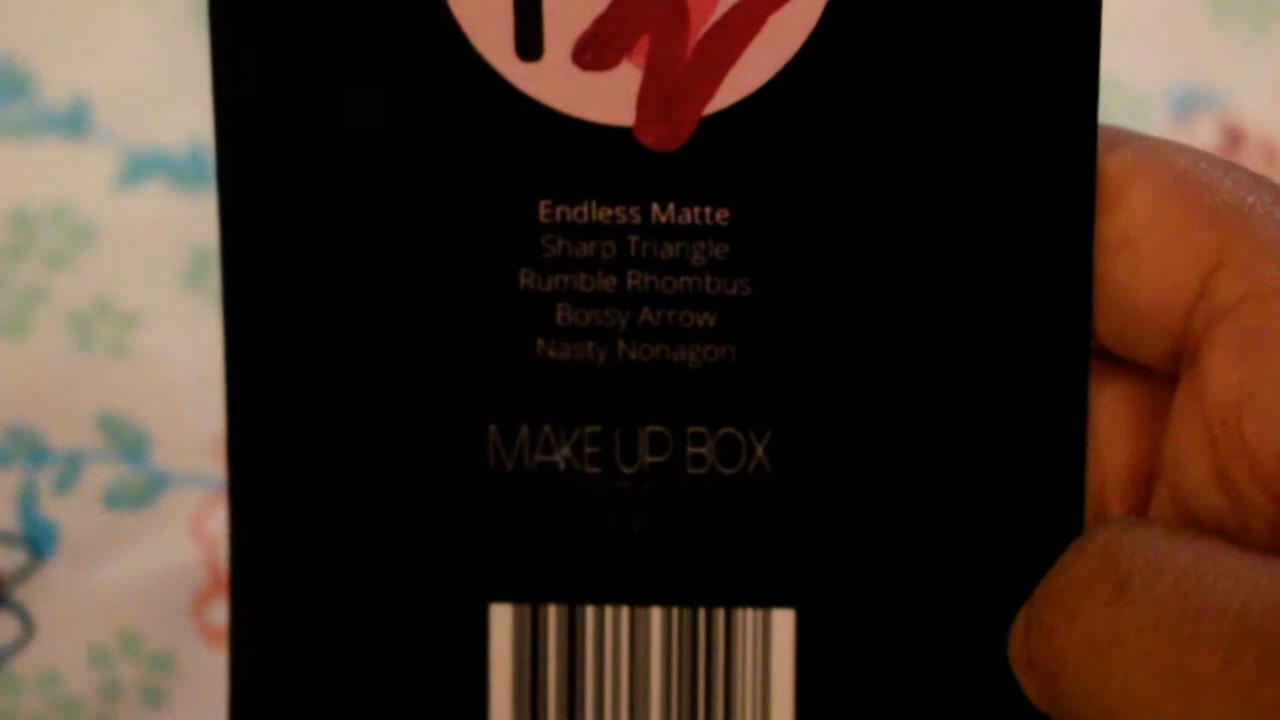 Endless Matte
Sharp Triangle
Rumble Rhombus
Bossy Arrow
Nasty Nonagon
MAKE UP BOX